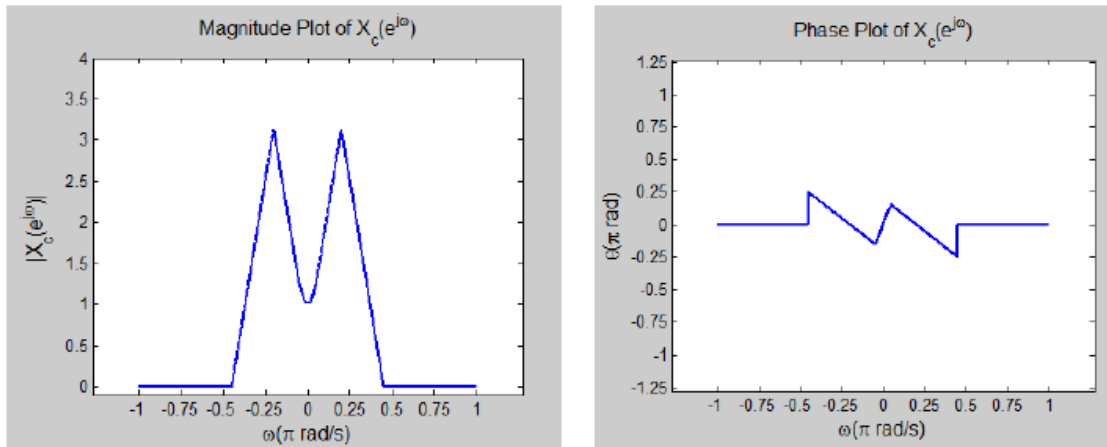 Magnitude Plot of X_c(e^{jω})
4
3.5
3
2.5
2
1.5
1
0.5
0
|X_c(e^{jω})|
-1 -0.75 -0.5 -0.25 0 0.25 0.5 0.75 1
ω(π rad/s)
Phase Plot of X_c(e^{jω})
1.25
1
0.75
0.5
0.25
0
-0.25
-0.5
-0.75
-1
-1.25
θ(π rad)
-1 -0.75 -0.5 -0.25 0 0.25 0.5 0.75 1
ω(π rad/s)